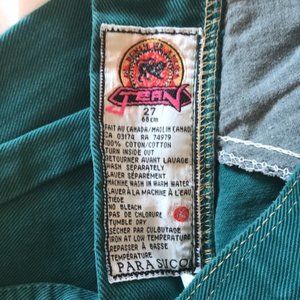 27
68cm
FAIT AU CANADA/MADE IN CANADA
CA 03174 RA 74979
100% COTTON/COTTON
TURN INSIDE OUT
RETOURNER AVANT LAVAGE
WASH SEPARATELY
LAVER SÉPARÉMENT
MACHINE WASH IN WARM WATER
LAVER À LA MACHINE À L'EAU
TIÈDE
NO BLEACH
PAS DE CHLORURE
TUMBLE DRY
SÉCHER PAR CULBUTAGE
IRON AT LOW TEMPERATURE
REPASSER À BASSE
TEMPÉRATURE
PARASUCO